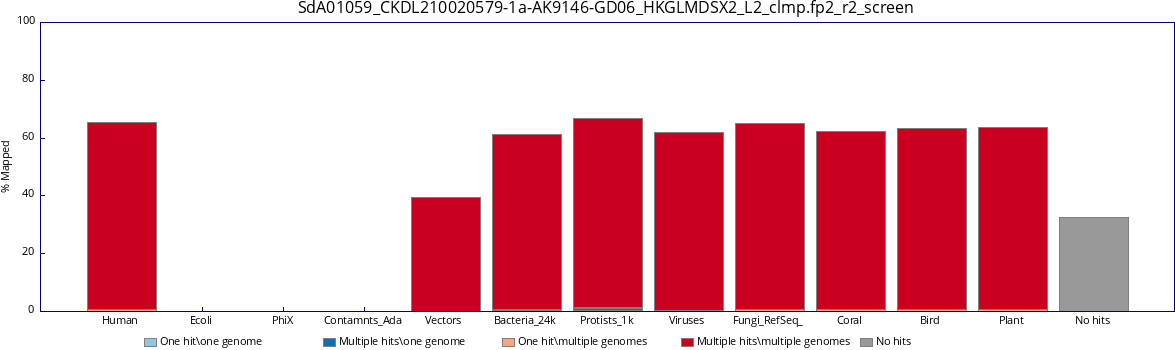 SdA01059_CKDL210020579-1a-AK9146-GD06_HKGLMDSX2_L2_clmp.fp2_r2_screen
100
80
60
40
20
0
% Mapped
Human Ecoli PhiX Contamnts_Ada Vectors Bacteria_24k Protists_1k Viruses Fungi_RefSeq_ Coral Bird Plant No hits
One hit\one genome Multiple hits\one genome One hit\multiple genomes Multiple hits\multiple genomes No hits